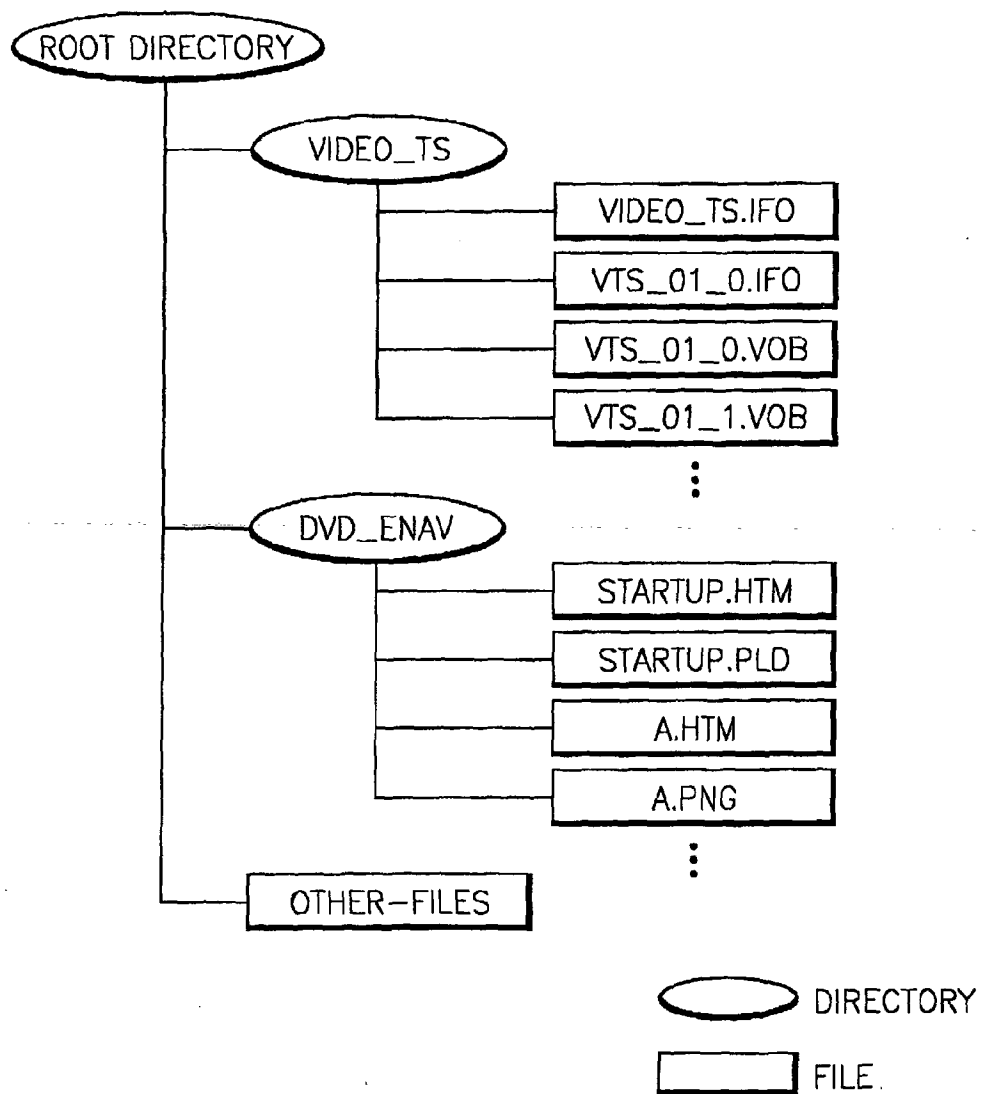 ROOT DIRECTORY
VIDEO_TS
VIDEO_TS.IFO
VTS_01_0.IFO
VTS_01_0.VOB
VTS_01_1.VOB
DVD_ENAV
STARTUP.HTM
STARTUP.PLD
A.HTM
A.PNG
OTHER-FILES
DIRECTORY
FILE